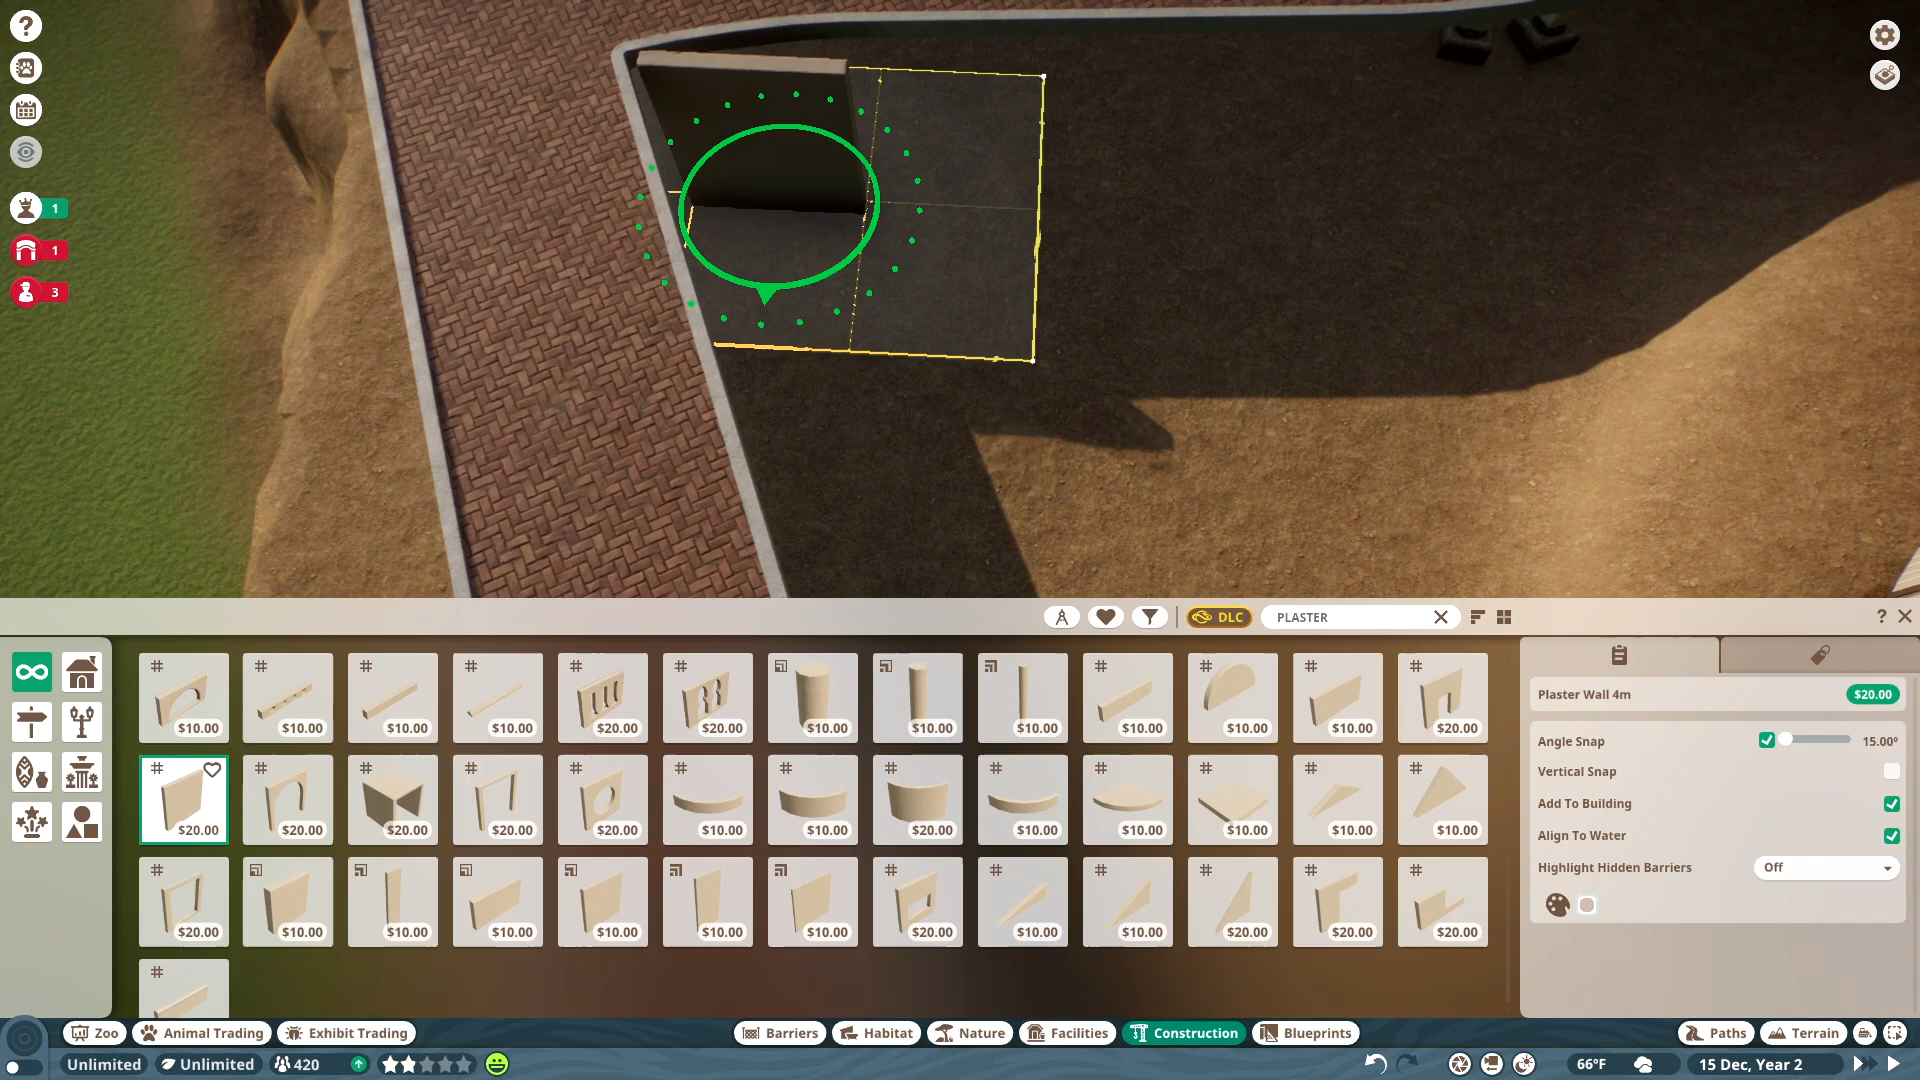 ?
1
1
3
DLC
PLASTER
?
$10.00 $10.00 $10.00 $10.00 $20.00 $20.00 $10.00 $10.00 $10.00 $10.00 $10.00 $10.00 $20.00
$20.00 $20.00 $20.00 $20.00 $20.00 $10.00 $10.00 $20.00 $10.00 $10.00 $10.00 $10.00 $10.00
$20.00 $10.00 $10.00 $10.00 $10.00 $10.00 $10.00 $20.00 $10.00 $10.00 $20.00 $20.00 $20.00
Plaster Wall 4m $20.00
Angle Snap 15.00°
Vertical Snap
Add To Building
Align To Water
Highlight Hidden Barriers Off
Zoo Animal Trading Exhibit Trading Barriers Habitat Nature Facilities Construction Blueprints Paths Terrain
Unlimited Unlimited 420 66°F 15 Dec, Year 2